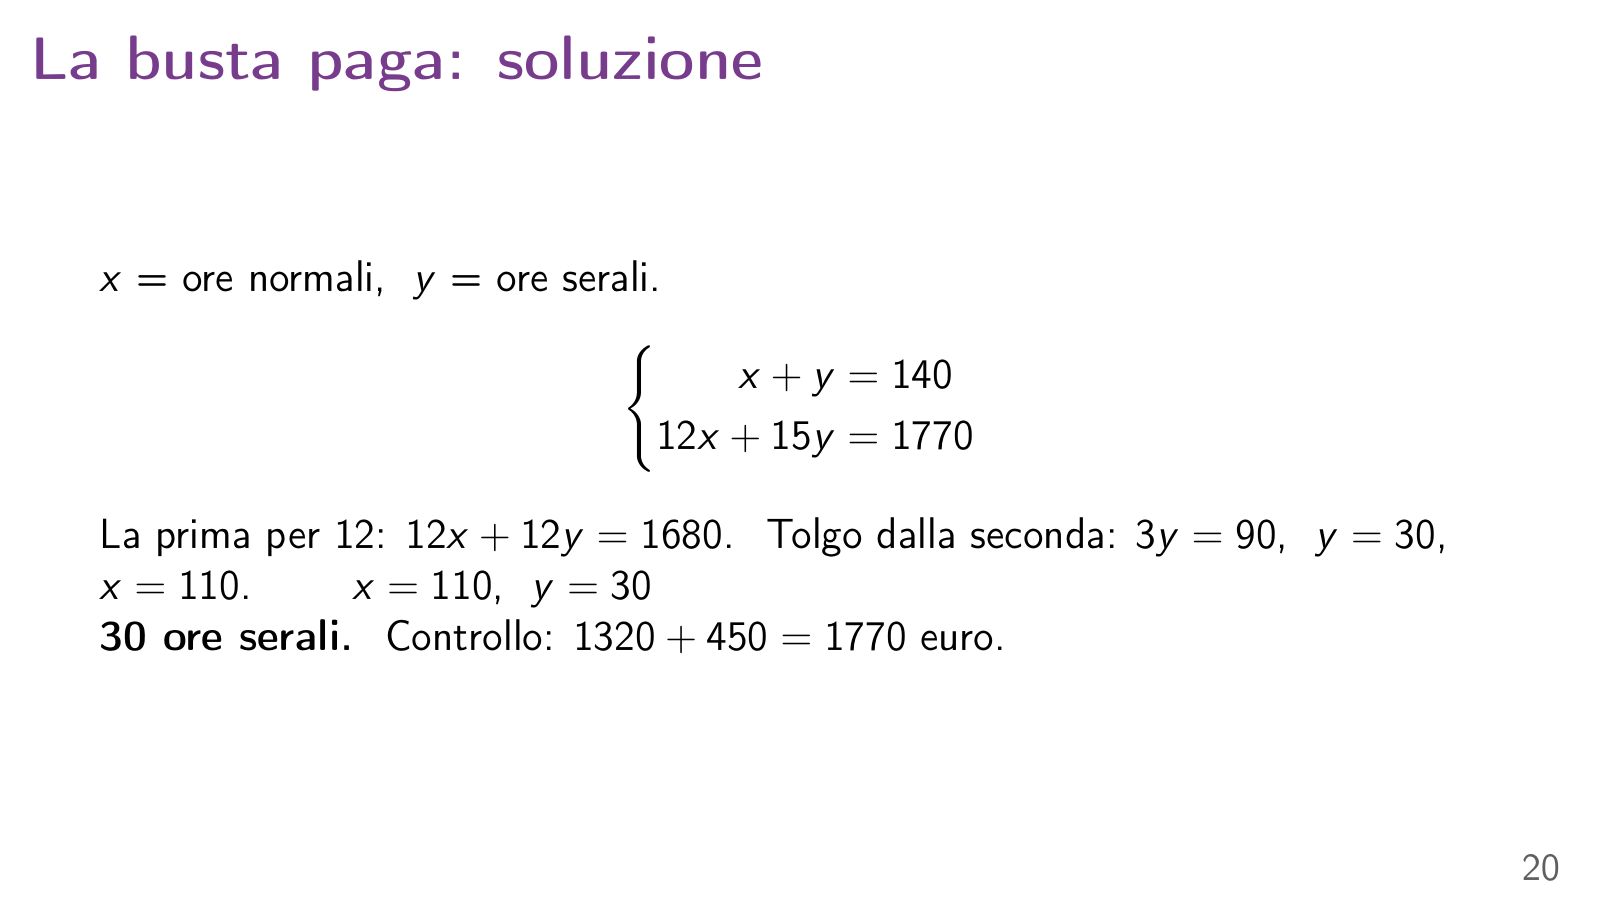 La busta paga: soluzione
x = ore normali, y = ore serali.
x + y = 140
12x + 15y = 1770
La prima per 12: 12x + 12y = 1680. Tolgo dalla seconda: 3y = 90, y = 30,
x = 110. x = 110, y = 30
30 ore serali. Controllo: 1320 + 450 = 1770 euro.
20